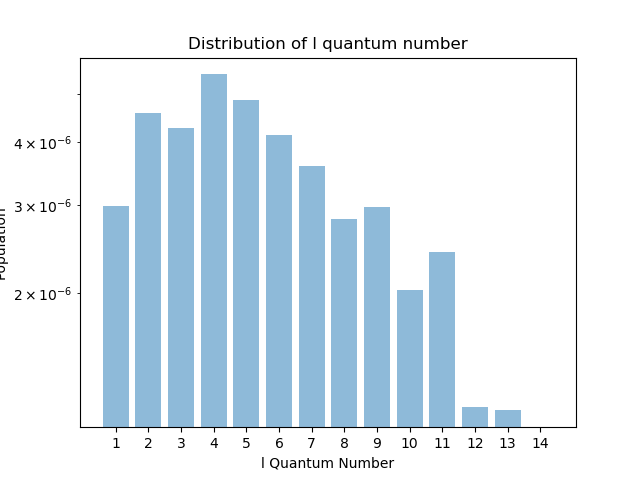 Distribution of l quantum number
4 × 10⁻⁶
3 × 10⁻⁶
2 × 10⁻⁶
Population
1 2 3 4 5 6 7 8 9 10 11 12 13 14
l Quantum Number